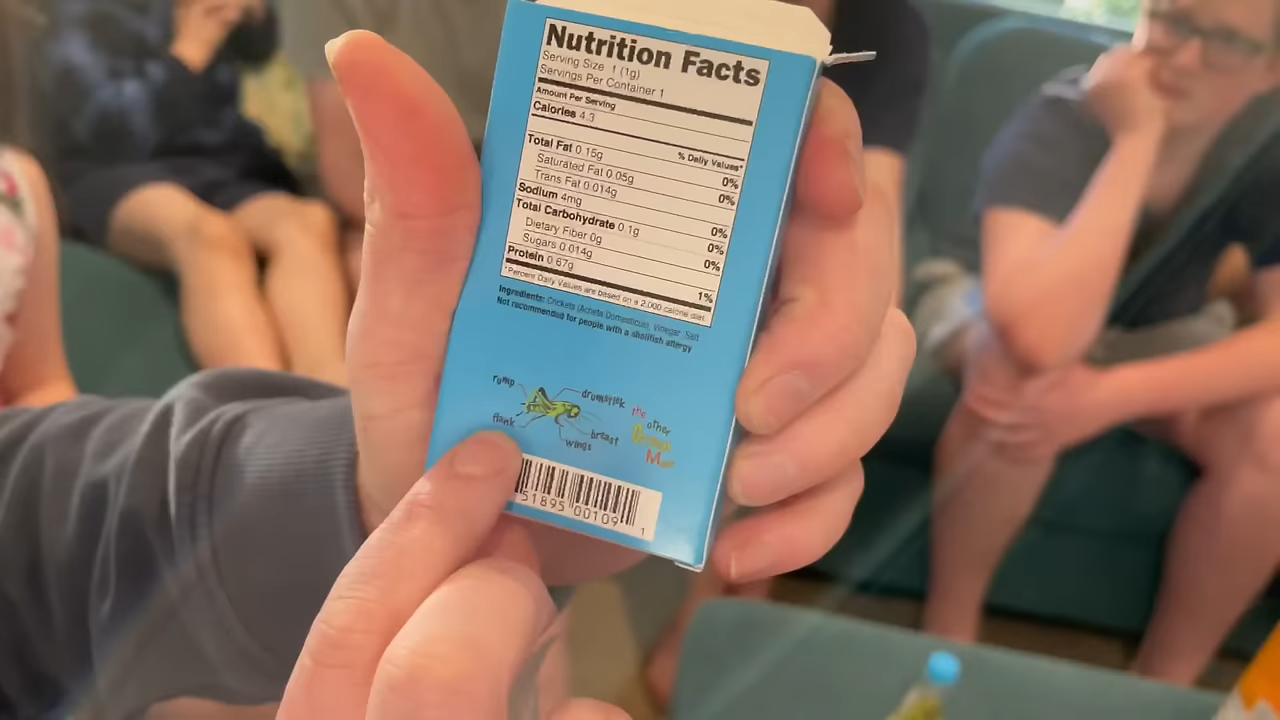 Nutrition Facts
Serving Size 1 (1g)
Servings Per Container 1
Amount Per Serving
Calories 4.3
% Daily Values*
Total Fat 0.15g 0%
Saturated Fat 0.05g 0%
Trans Fat 0.014g
Sodium 4mg 0%
Total Carbohydrate 0.1g 0%
Dietary Fiber 0g 0%
Sugars 0.014g
Protein 0.67g 1%
*Percent Daily Values are based on a 2,000 calorie diet.
Ingredients: Crickets (Acheta Domesticus), Vinegar, Salt
Not recommended for people with a shellfish allergy
rump
drumstick
flank
breast
wings
the
other
51895 00109 1